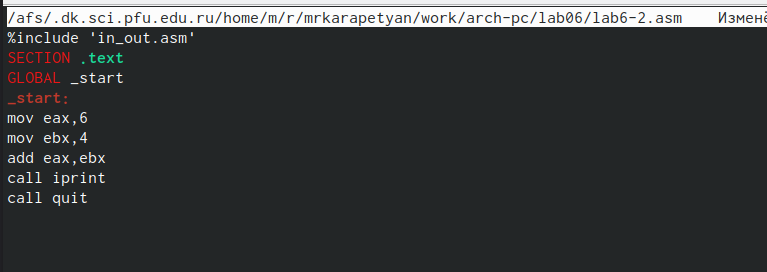 /afs/.dk.sci.pfu.edu.ru/home/m/r/mrkarapetyan/work/arch-pc/lab06/lab6-2.asm Изменё
%include 'in_out.asm'
SECTION .text
GLOBAL _start
_start:
mov eax,6
mov ebx,4
add eax,ebx
call iprint
call quit